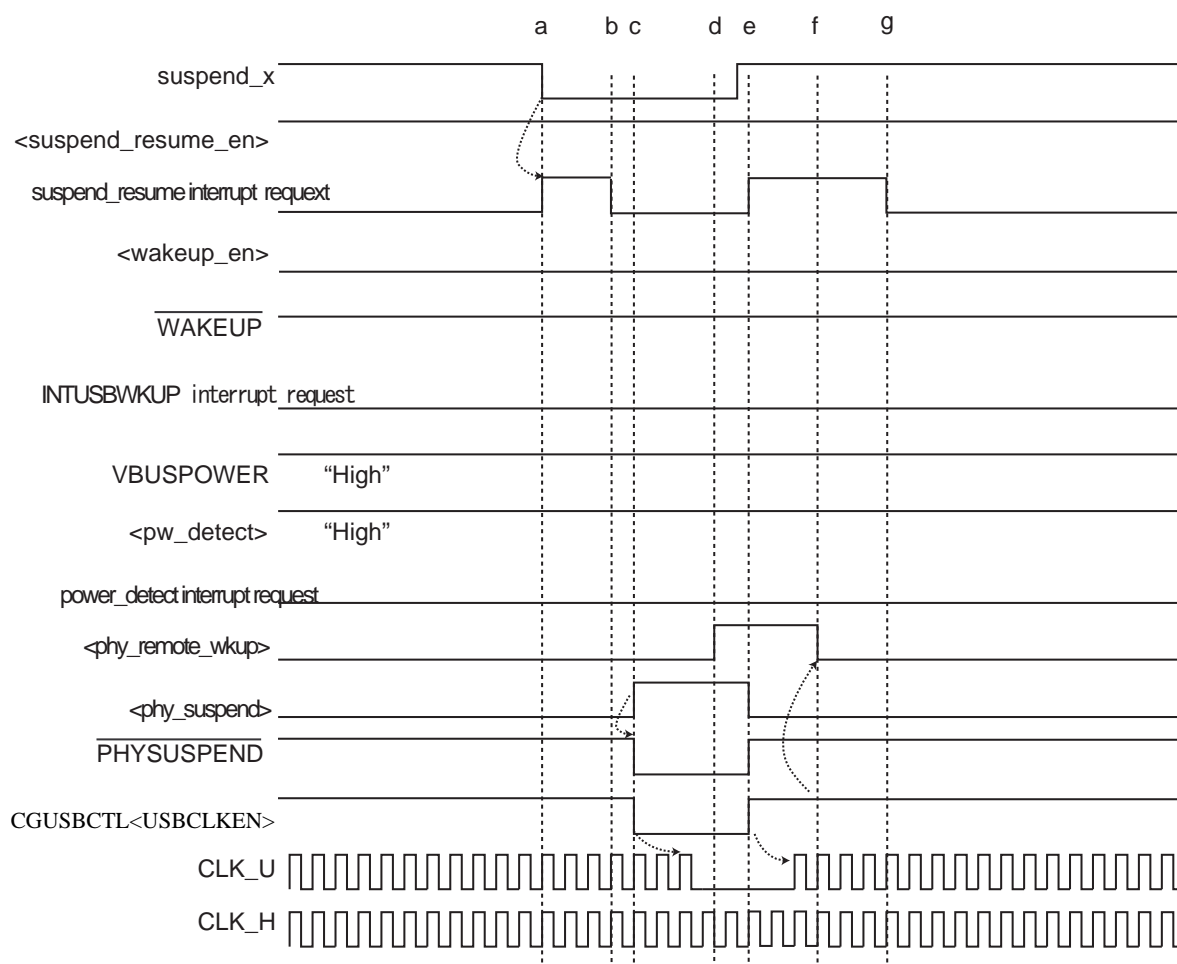 a b c d e f g
suspend_x
<suspend_resume_en>
suspend_resume interrupt requext
<wakeup_en>
WAKEUP
INTUSBWKUP interrupt request
VBUSPOWER “High”
<pw_detect> “High”
power_detect interrupt request
<phy_remote_wkup>
<phy_suspend>
PHYSUSPEND
CGUSBCTL<USBCLKEN>
CLK_U
CLK_H